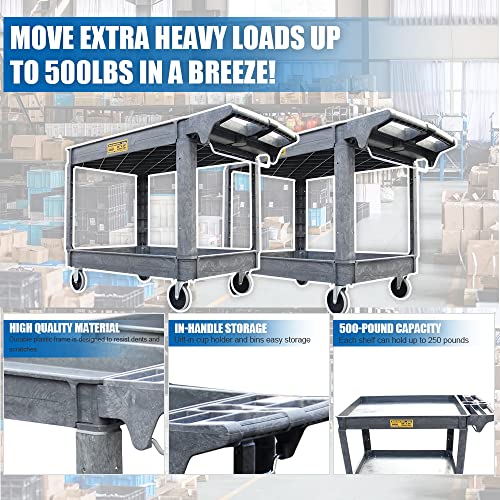 MOVE EXTRA HEAVY LOADS UP
TO 500LBS IN A BREEZE!
HIGH QUALITY MATERIAL
Durable plastic frame is designed to resist dents and
scratches.
IN-HANDLE STORAGE
Uilt-in cup holder and bins easy storage
500-POUND CAPACITY
Each shelf can hold up to 250 pounds